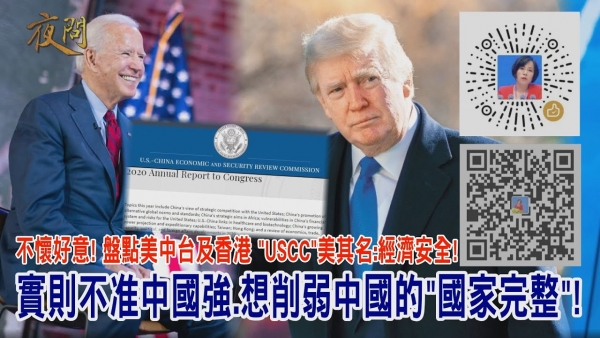 夜問
U.S.-CHINA ECONOMIC AND SECURITY REVIEW COMMISSION
2020 Annual Report to Congress
不懷好意! 盤點美中台及香港 "USCC"美其名:經濟安全!
實則不准中國強.想削弱中國的"國家完整"!